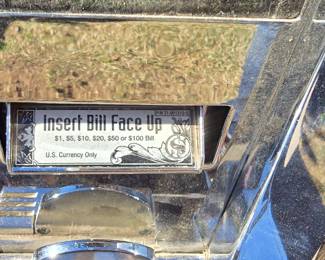 Insert Bill Face Up
$1, $5, $10, $20, $50 or $100 Bill
U.S. Currency Only